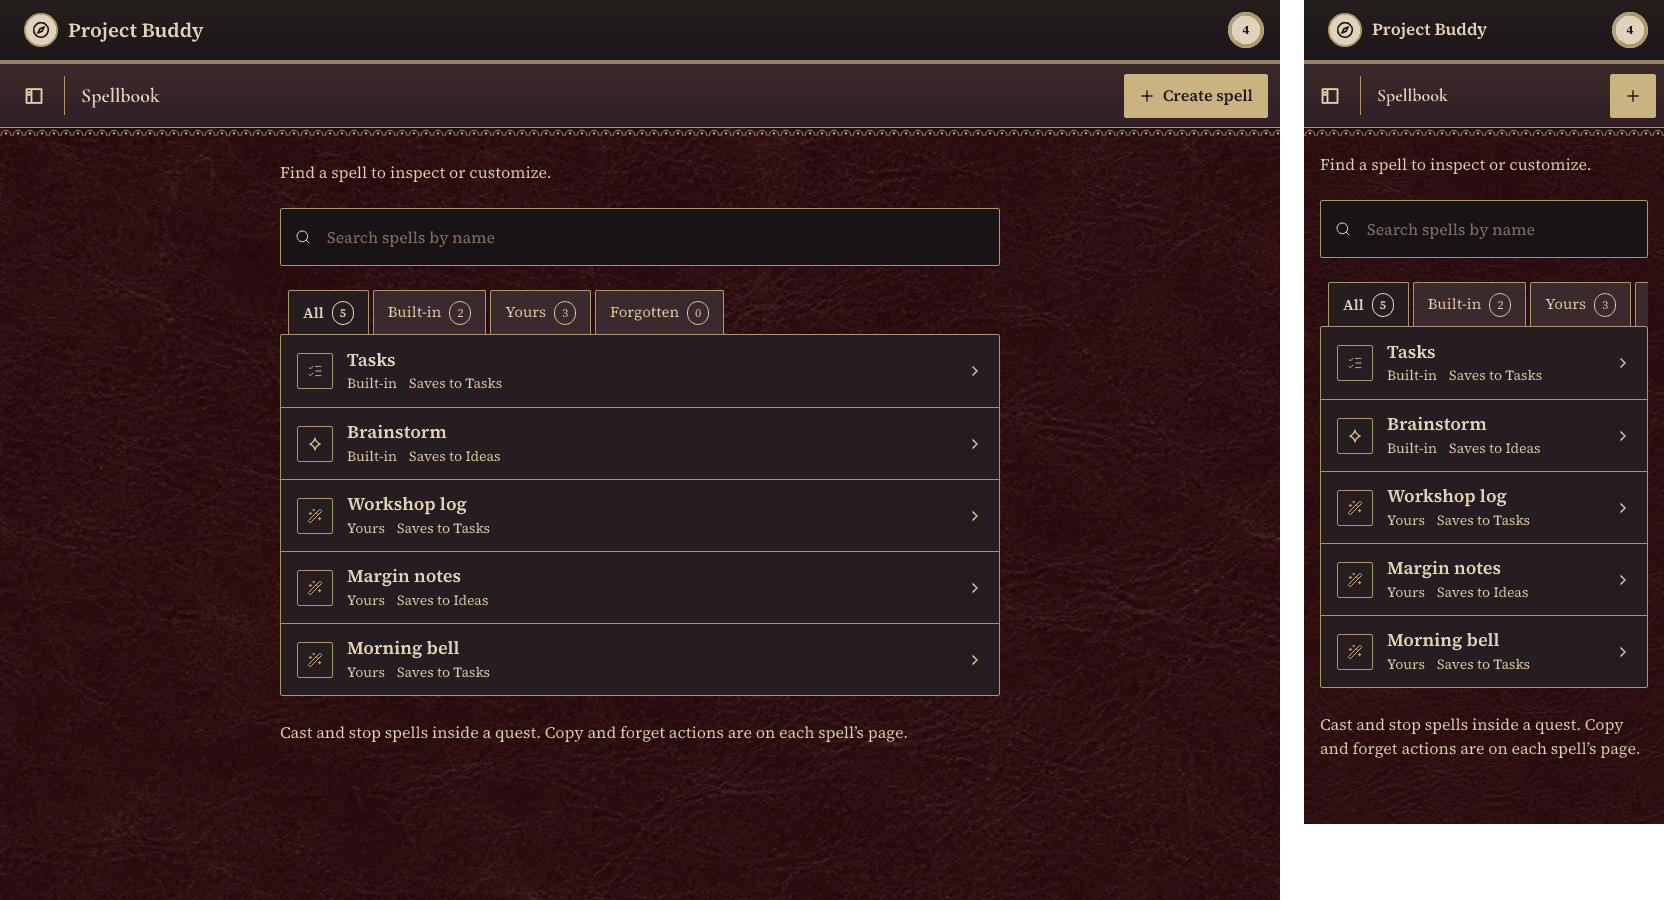 Project Buddy
4
Spellbook
Create spell
Find a spell to inspect or customize.
Search spells by name
All 5
Built-in 2
Yours 3
Forgotten 0
Tasks
Built-in Saves to Tasks
Brainstorm
Built-in Saves to Ideas
Workshop log
Yours Saves to Tasks
Margin notes
Yours Saves to Ideas
Morning bell
Yours Saves to Tasks
Cast and stop spells inside a quest. Copy and forget actions are on each spell’s page.
Project Buddy
4
Spellbook
Find a spell to inspect or customize.
Search spells by name
All 5
Built-in 2
Yours 3
Tasks
Built-in Saves to Tasks
Brainstorm
Built-in Saves to Ideas
Workshop log
Yours Saves to Tasks
Margin notes
Yours Saves to Ideas
Morning bell
Yours Saves to Tasks
Cast and stop spells inside a quest. Copy
and forget actions are on each spell’s page.